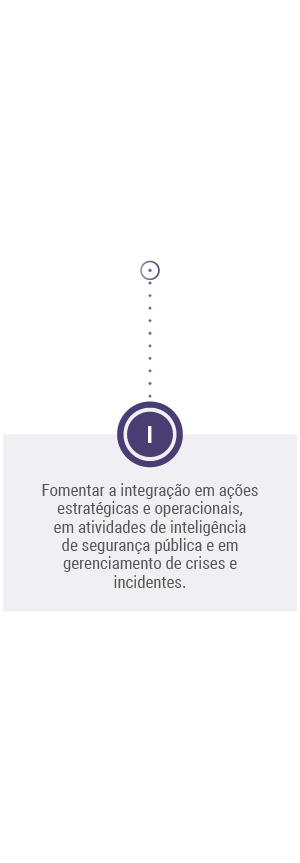 I
Fomentar a integração em ações
estratégicas e operacionais,
em atividades de inteligência
de segurança pública e em
gerenciamento de crises e
incidentes.